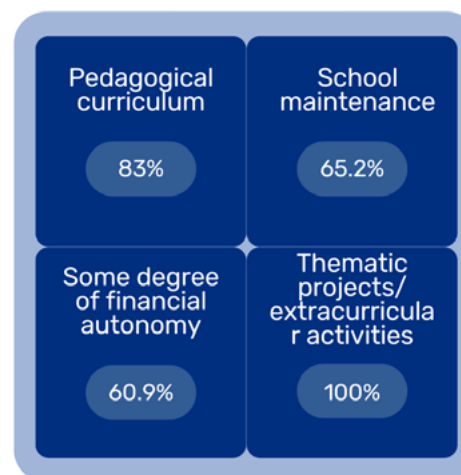 Pedagogical
curriculum
83%
School
maintenance
65.2%
Some degree
of financial
autonomy
60.9%
Thematic
projects/
extracurricula
r activities
100%